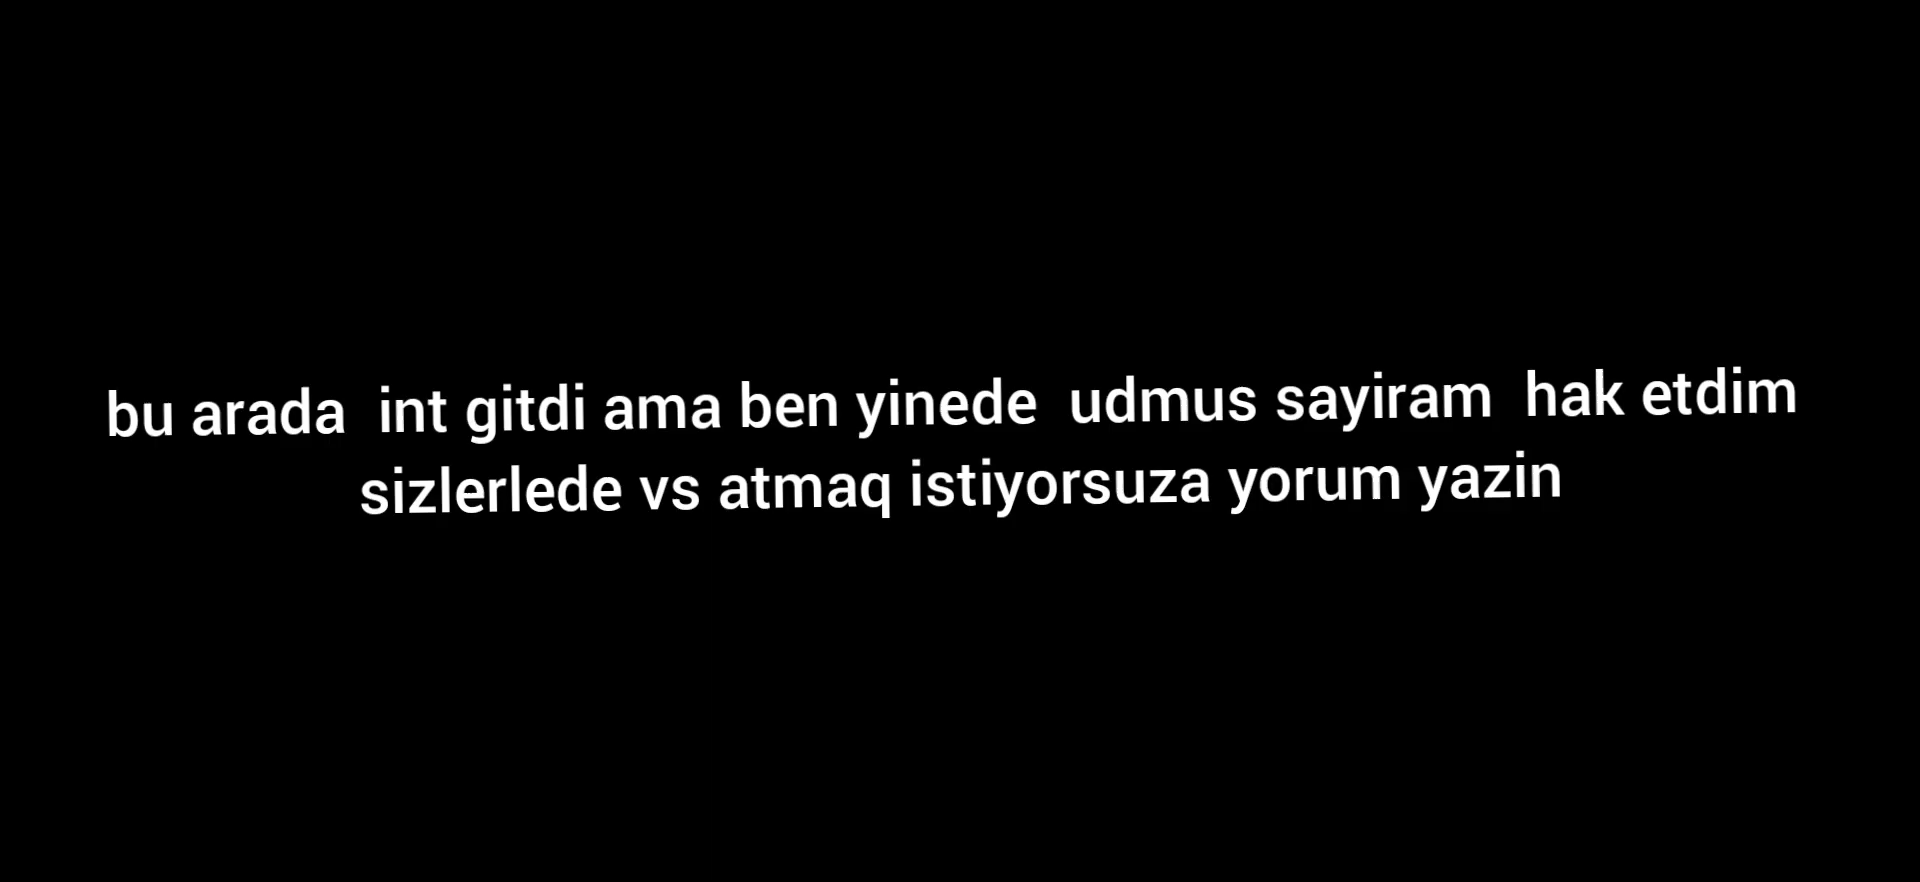 bu arada  int gitdi ama ben yinede  udmus sayiram  hak etdim
sizlerlede vs atmaq istiyorsuza yorum yazin